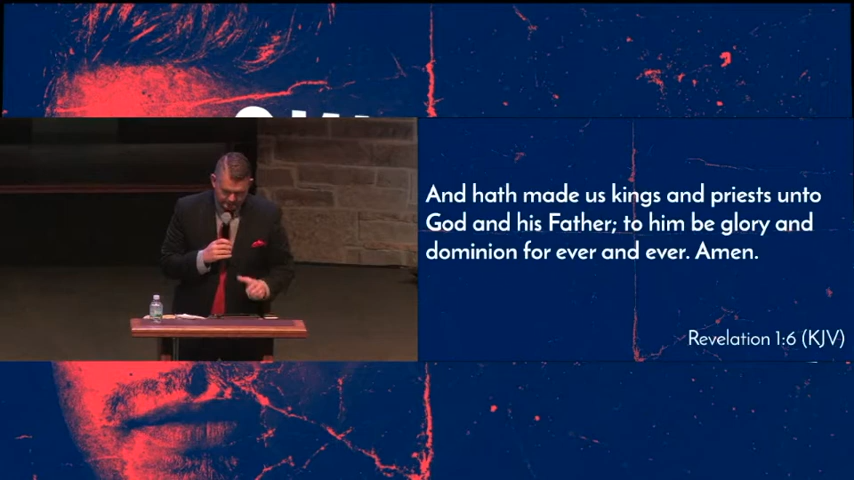 And hath made us kings and priests unto
God and his Father; to him be glory and
dominion for ever and ever. Amen.
Revelation 1:6 (KJV)